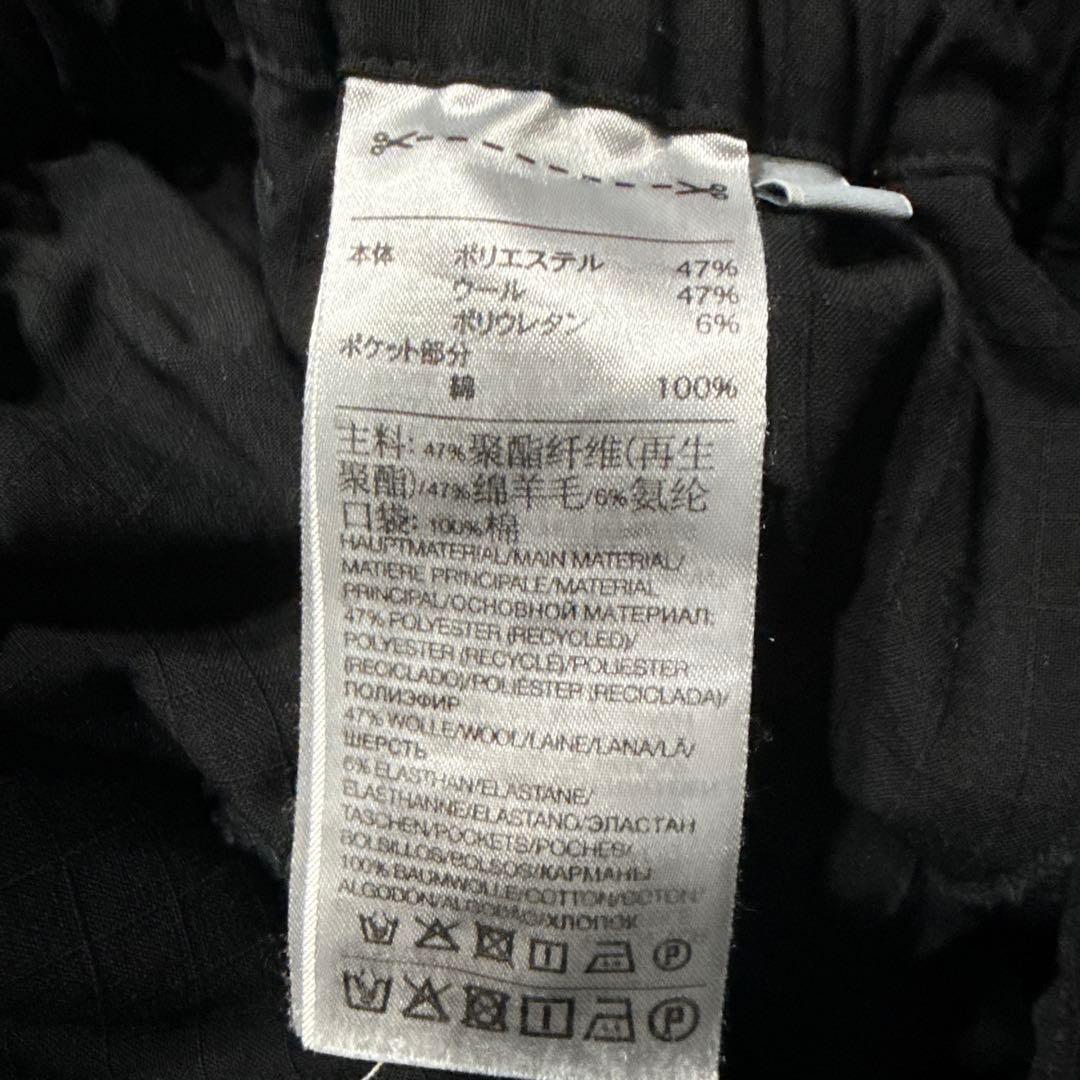 本体 ポリエステル 47%
ウール 47%
ポリウレタン 6%
ポケット部分
綿 100%
主料: 47%聚酯纤维(再生
聚酯)/47%绵羊毛/6%氨纶
口袋: 100%棉
HAUPTMATERIAL/MAIN MATERIAL/
MATIERE PRINCIPALE/MATERIAL
PRINCIPAL/ОСНОВНОЙ МАТЕРИАЛ:
47% POLYESTER (RECYCLED)/
POLYESTER (RECYCLE)/POLIESTER
(RECICLADO)/POLIÉSTER (RECICLADA)/
ПОЛИЭФИР
47% WOLLE/WOOL/LAINE/LANA/LÃ/
ШЕРСТЬ
6% ELASTHAN/ELASTANE/
ELASTHANNE/ELASTANO/ЭЛАСТАН
TASCHEN/POCKETS/POCHES/
BOLSILLOS/BOLSOS/КАРМАНЫ
100% BAUMWOLLE/COTTON/COTON/
ALGODON/ALGODÃO/ХЛОПОК